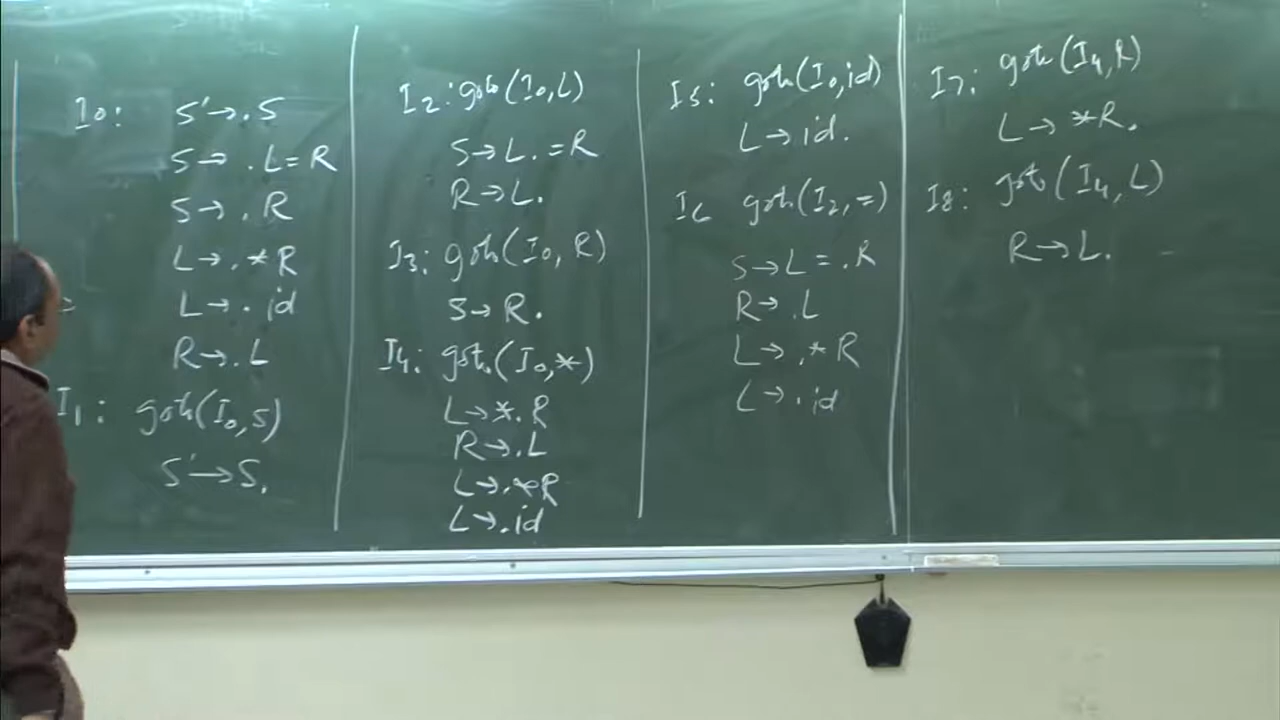 I0: S' → . S
S → . L = R
S → . R
L → . * R
L → . id
R → . L
I1: goto(I0, S)
S' → S.
I2: goto(I0, L)
S → L . = R
R → L .
I3: goto(I0, R)
S → R .
I4: goto(I0, *)
L → * . R
R → . L
L → . * R
L → . id
I5: goto(I0, id)
L → id .
I6 goto(I2, =)
S → L = . R
R → . L
L → . * R
L → . id
I7: goto(I4, R)
L → * R .
I8: goto(I4, L)
R → L .